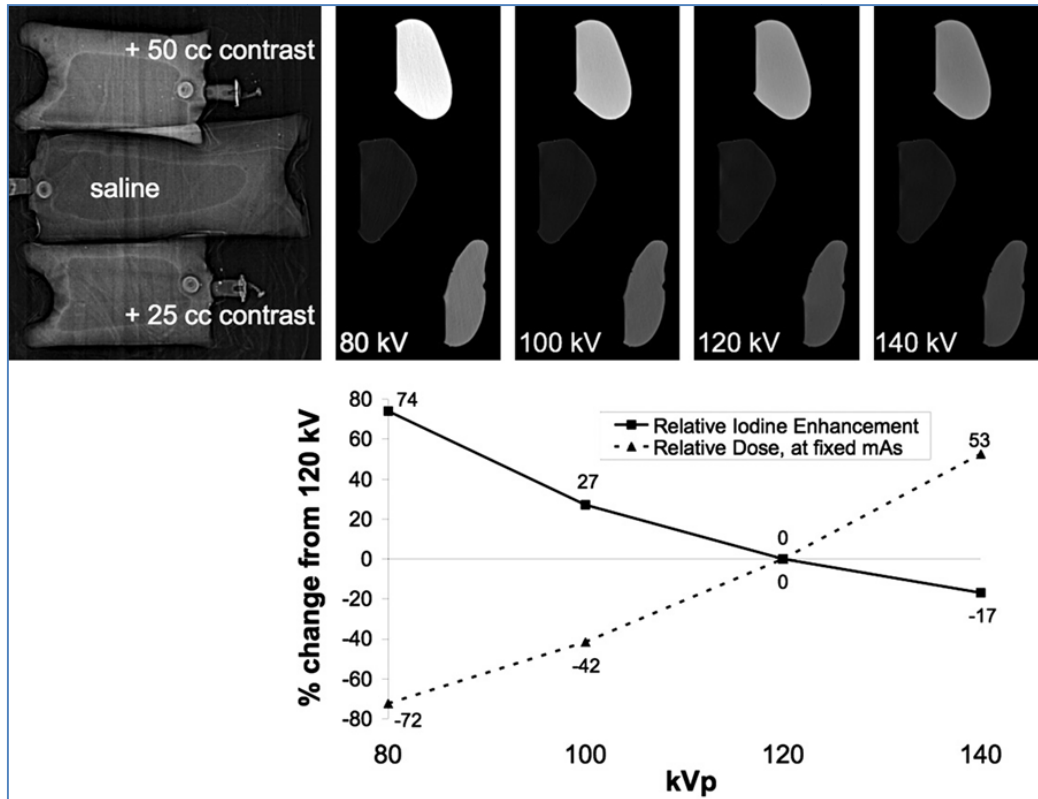 + 50 cc contrast
saline
+ 25 cc contrast
80 kV
100 kV
120 kV
140 kV
% change from 120 kV
80
60
40
20
0
-20
-40
-60
-80
74
27
0
0
-17
53
-42
-72
Relative Iodine Enhancement
Relative Dose, at fixed mAs
80
100
120
140
kVp